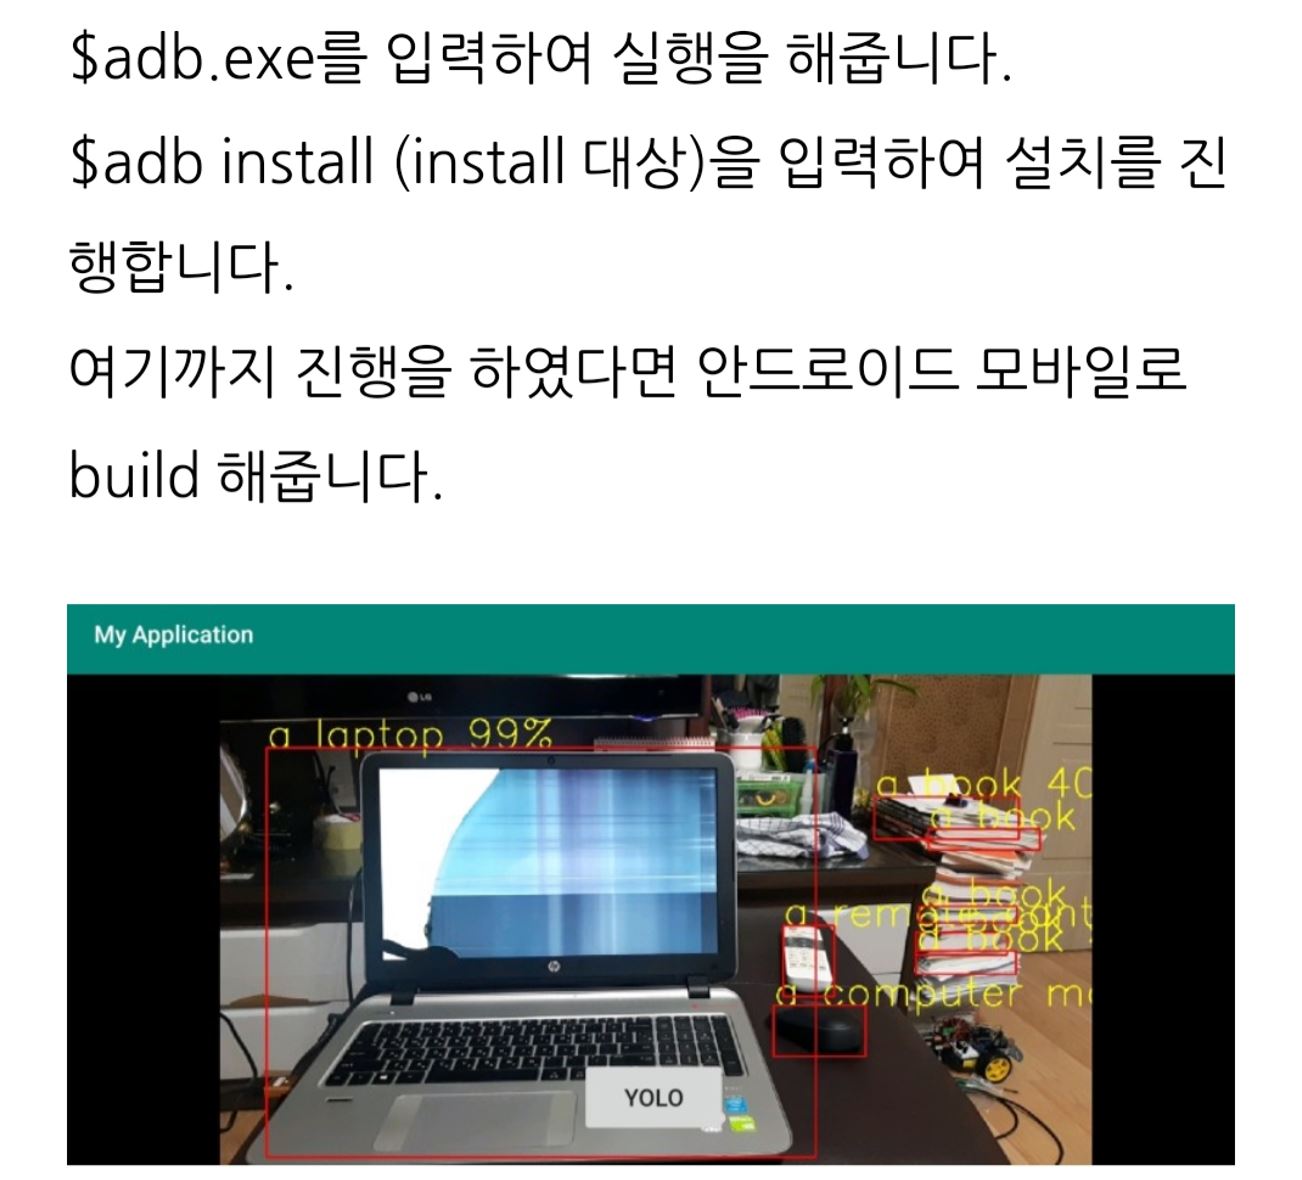 $adb.exe를 입력하여 실행을 해줍니다.
$adb install (install 대상)을 입력하여 설치를 진
행합니다.
여기까지 진행을 하였다면 안드로이드 모바일로
build 해줍니다.
My Application
LG
a laptop 99%
a book 40
a book
a book
a book
a computer
hp
YOLO